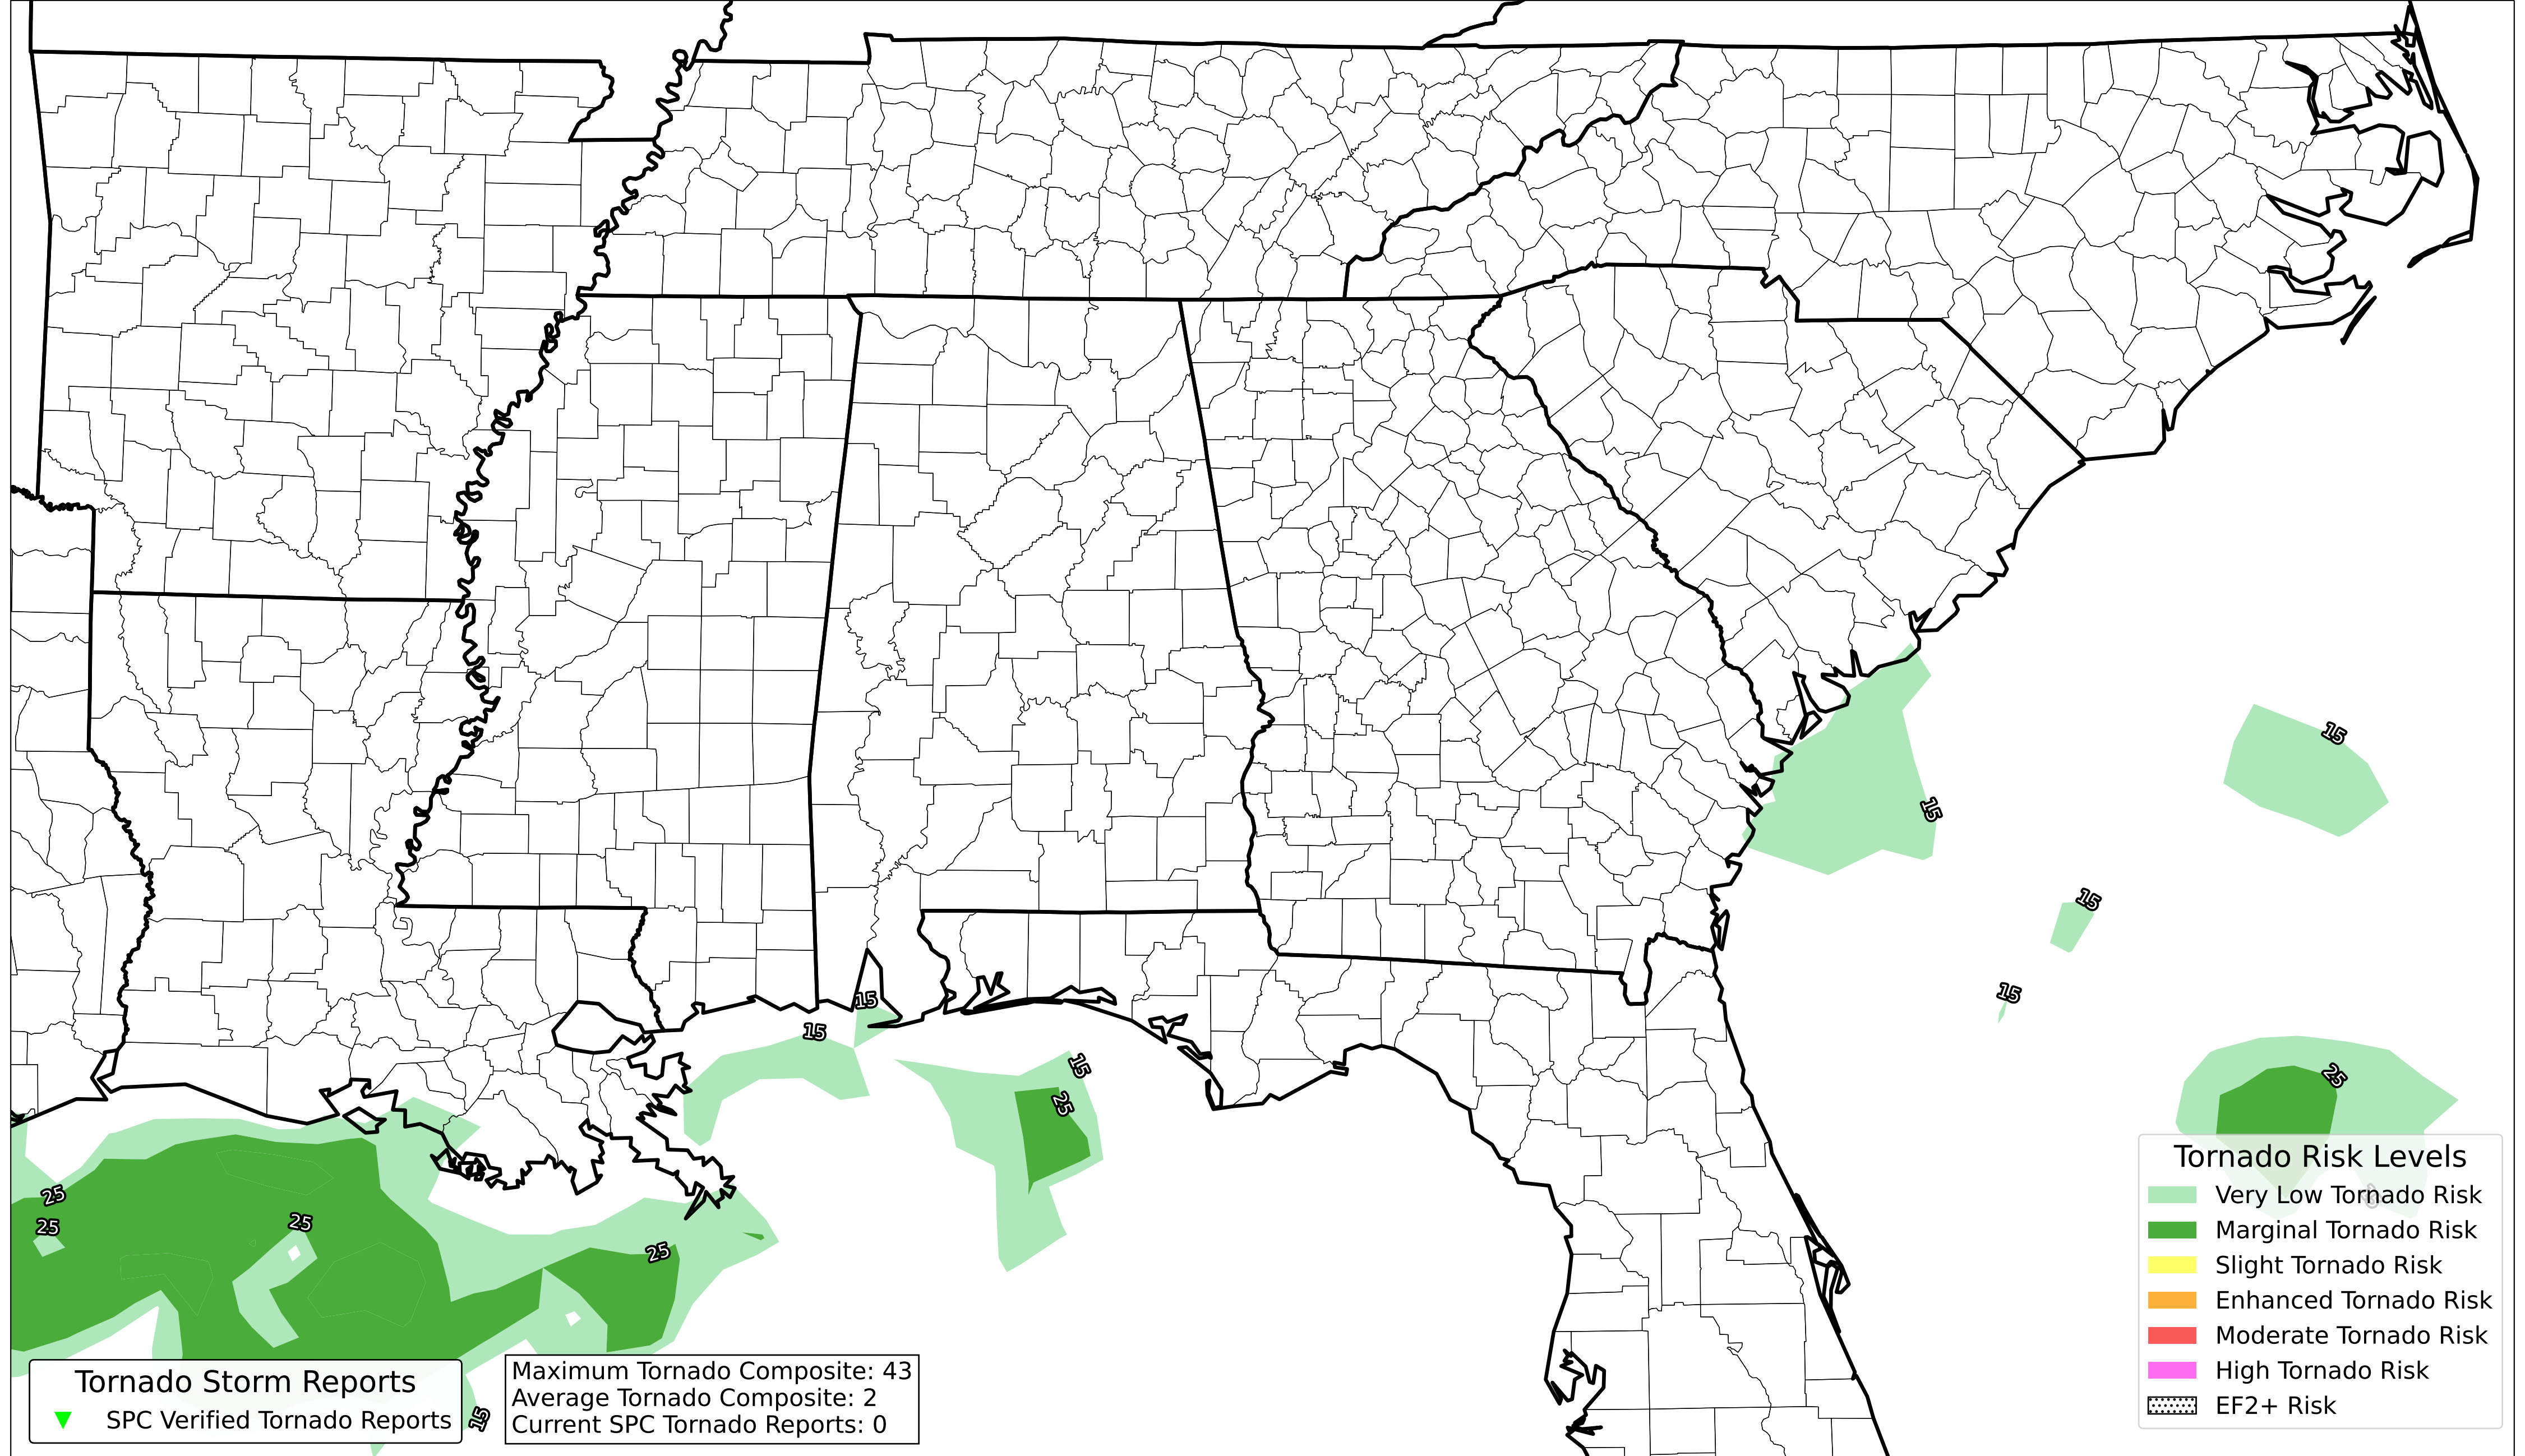 15
15
15
15
15
15
15
25
25
25
25
25
25
15
Tornado Risk Levels
Very Low Tornado Risk
Marginal Tornado Risk
Slight Tornado Risk
Enhanced Tornado Risk
Moderate Tornado Risk
High Tornado Risk
EF2+ Risk
Tornado Storm Reports
SPC Verified Tornado Reports
Maximum Tornado Composite: 43
Average Tornado Composite: 2
Current SPC Tornado Reports: 0